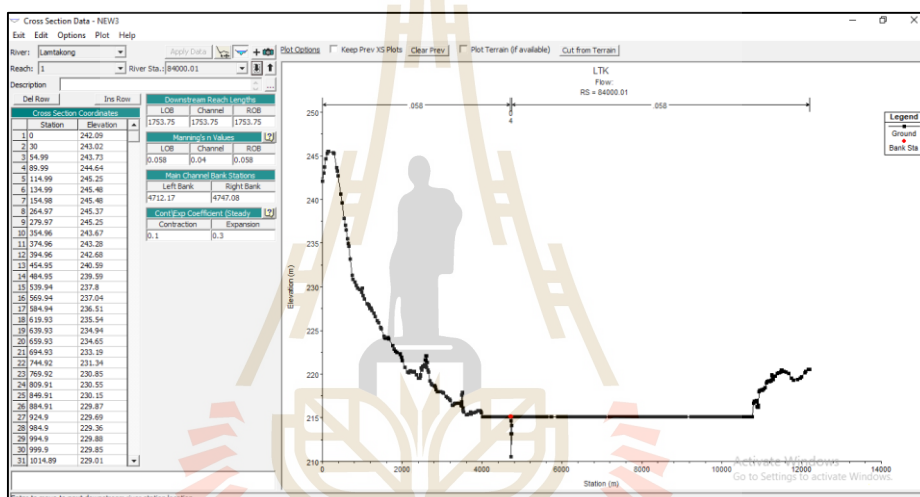 Cross Section Data - NEW3
Exit Edit Options Plot Help
River: Lamtakong Apply Data Plot Options Keep Prev XS Plots Clear Prev Plot Terrain (if available) Cut from Terrain
Reach: 1 River Sta.: 84000.01
Description ...
Del Row Ins Row
Cross Section Coordinates
Station Elevation
1 0 242.09
2 30 243.02
3 54.99 243.73
4 89.99 244.64
5 114.99 245.25
6 134.99 245.48
7 154.98 245.48
8 264.97 245.37
9 279.97 245.25
10 354.96 243.67
11 374.96 243.28
12 394.96 242.68
13 454.95 240.59
14 484.95 239.59
15 539.94 237.8
16 569.94 237.04
17 584.94 236.51
18 619.93 235.54
19 639.93 234.94
20 659.93 234.65
21 694.93 233.19
22 744.92 231.34
23 769.92 230.85
24 809.91 230.55
25 849.91 230.15
26 884.91 229.87
27 924.9 229.69
28 984.9 229.36
29 994.9 229.88
30 999.9 229.85
31 1014.89 229.01
Downstream Reach Lengths
LOB Channel ROB
1753.75 1753.75 1753.75
Manning's n Values ?
LOB Channel ROB
0.058 0.04 0.058
Main Channel Bank Stations
Left Bank Right Bank
4712.17 4747.08
Cont\Exp Coefficient (Steady ?
Contraction Expansion
0.1 0.3
LTK
Flow:
RS = 84000.01
.058
.058
0
4
Legend
Ground
Bank Sta
Elevation (m)
250
245
240
235
230
225
220
215
210
0 2000 4000 6000 8000 10000 12000 14000
Station (m)
Activate Windows
Go to Settings to activate Windows.